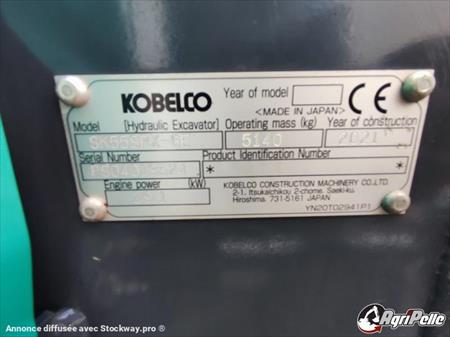 KOBELCO
Year of model
CE
<MADE IN JAPAN>
Model [Hydraulic Excavator] Operating mass (kg) Year of construction
5140 2021
Serial Number Product Identification Number
* *
Engine power (kW)
KOBELCO CONSTRUCTION MACHINERY CO.,LTD.
2-1, Itsukaichikou 2-chome, Saeki-ku,
Hiroshima, 731-5161 JAPAN
YN20T02941P1
Annonce diffusée avec Stockway.pro ®
AgriPelle